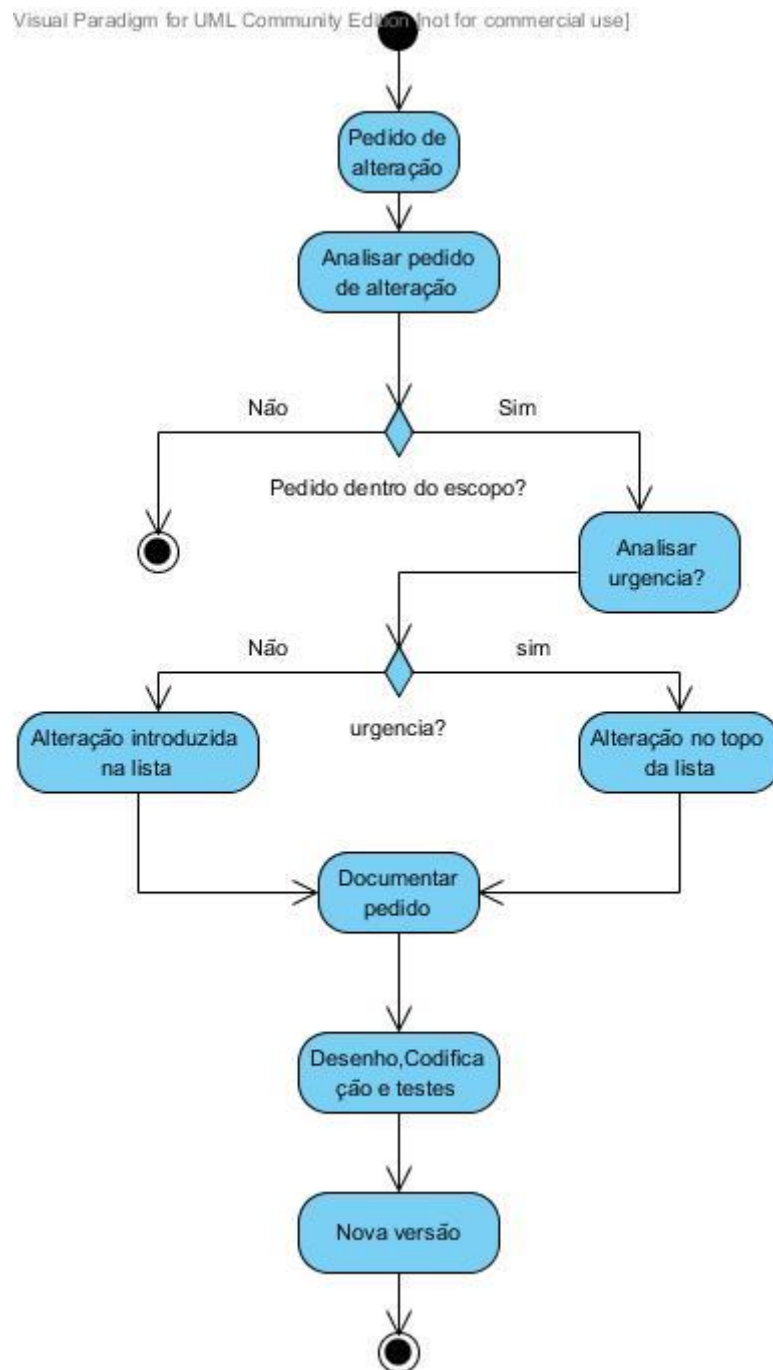 Visual Paradigm for UML Community Edition [not for commercial use]
Pedido de
alteração
Analisar pedido
de alteração
Não
Sim
Pedido dentro do escopo?
Analisar
urgencia?
Não
sim
urgencia?
Alteração introduzida
na lista
Alteração no topo
da lista
Documentar
pedido
Desenho,Codifica
ção e testes
Nova versão